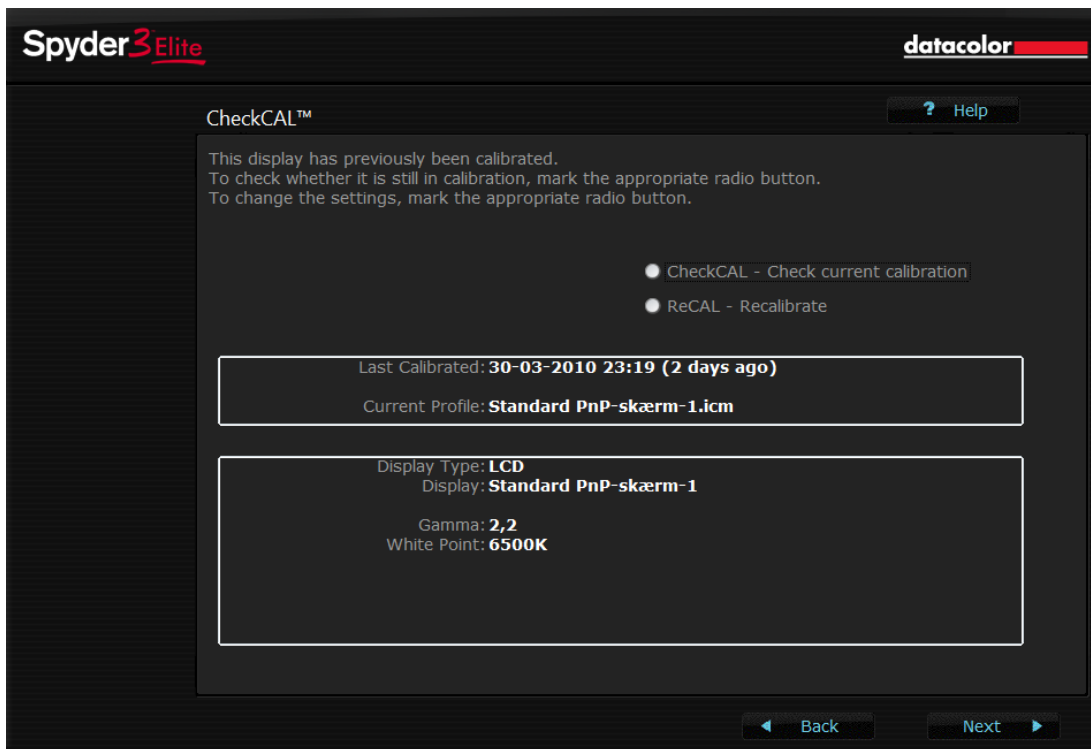 Spyder3Elite
datacolor
CheckCAL™
? Help
This display has previously been calibrated.
To check whether it is still in calibration, mark the appropriate radio button.
To change the settings, mark the appropriate radio button.
CheckCAL - Check current calibration
ReCAL - Recalibrate
Last Calibrated: 30-03-2010 23:19 (2 days ago)
Current Profile: Standard PnP-skærm-1.icm
Display Type: LCD
Display: Standard PnP-skærm-1
Gamma: 2,2
White Point: 6500K
Back
Next